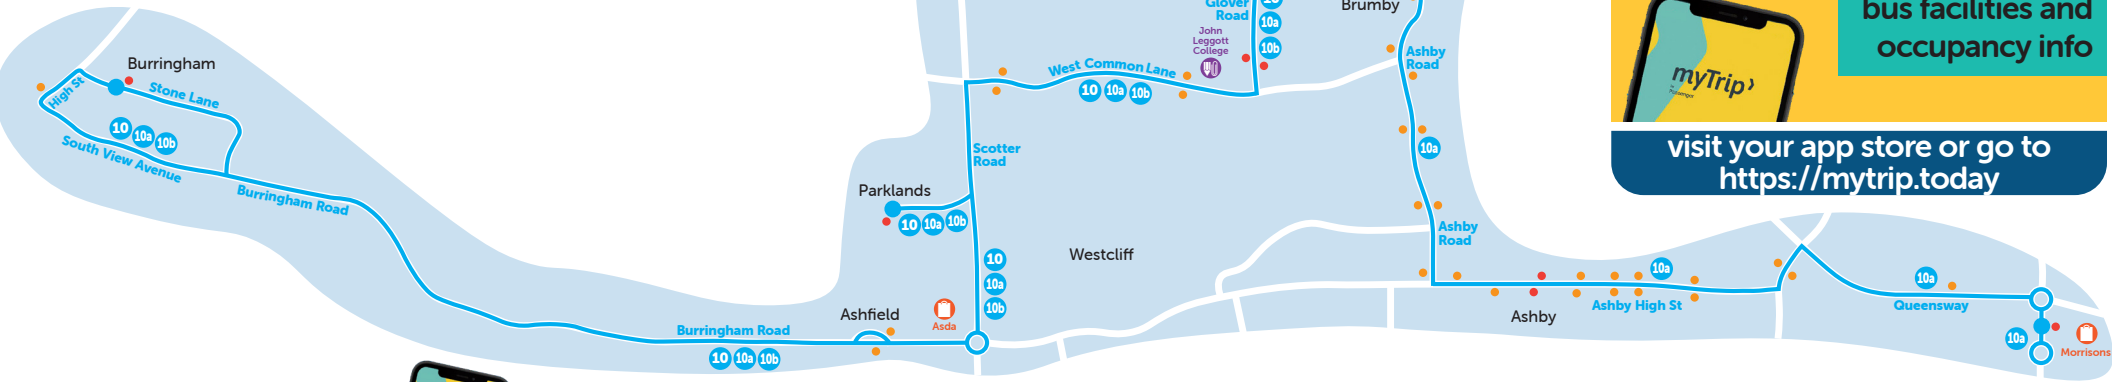 Burringham
High St
Stone Lane
10
10a
10b
South View Avenue
Burringham Road
Burringham Road
10
10a
10b
Ashfield
Asda
Parklands
10
10a
10b
Scotter
Road
10
10a
10b
West Common Lane
10
10a
10b
John
Leggott
College
Glover
Road
10a
10b
Westcliff
Brumby
Ashby
Road
10a
Ashby
Road
Ashby
10a
Ashby High St
10a
Queensway
10a
Morrisons
bus facilities and
occupancy info
myTrip
visit your app store or go to
https://mytrip.today